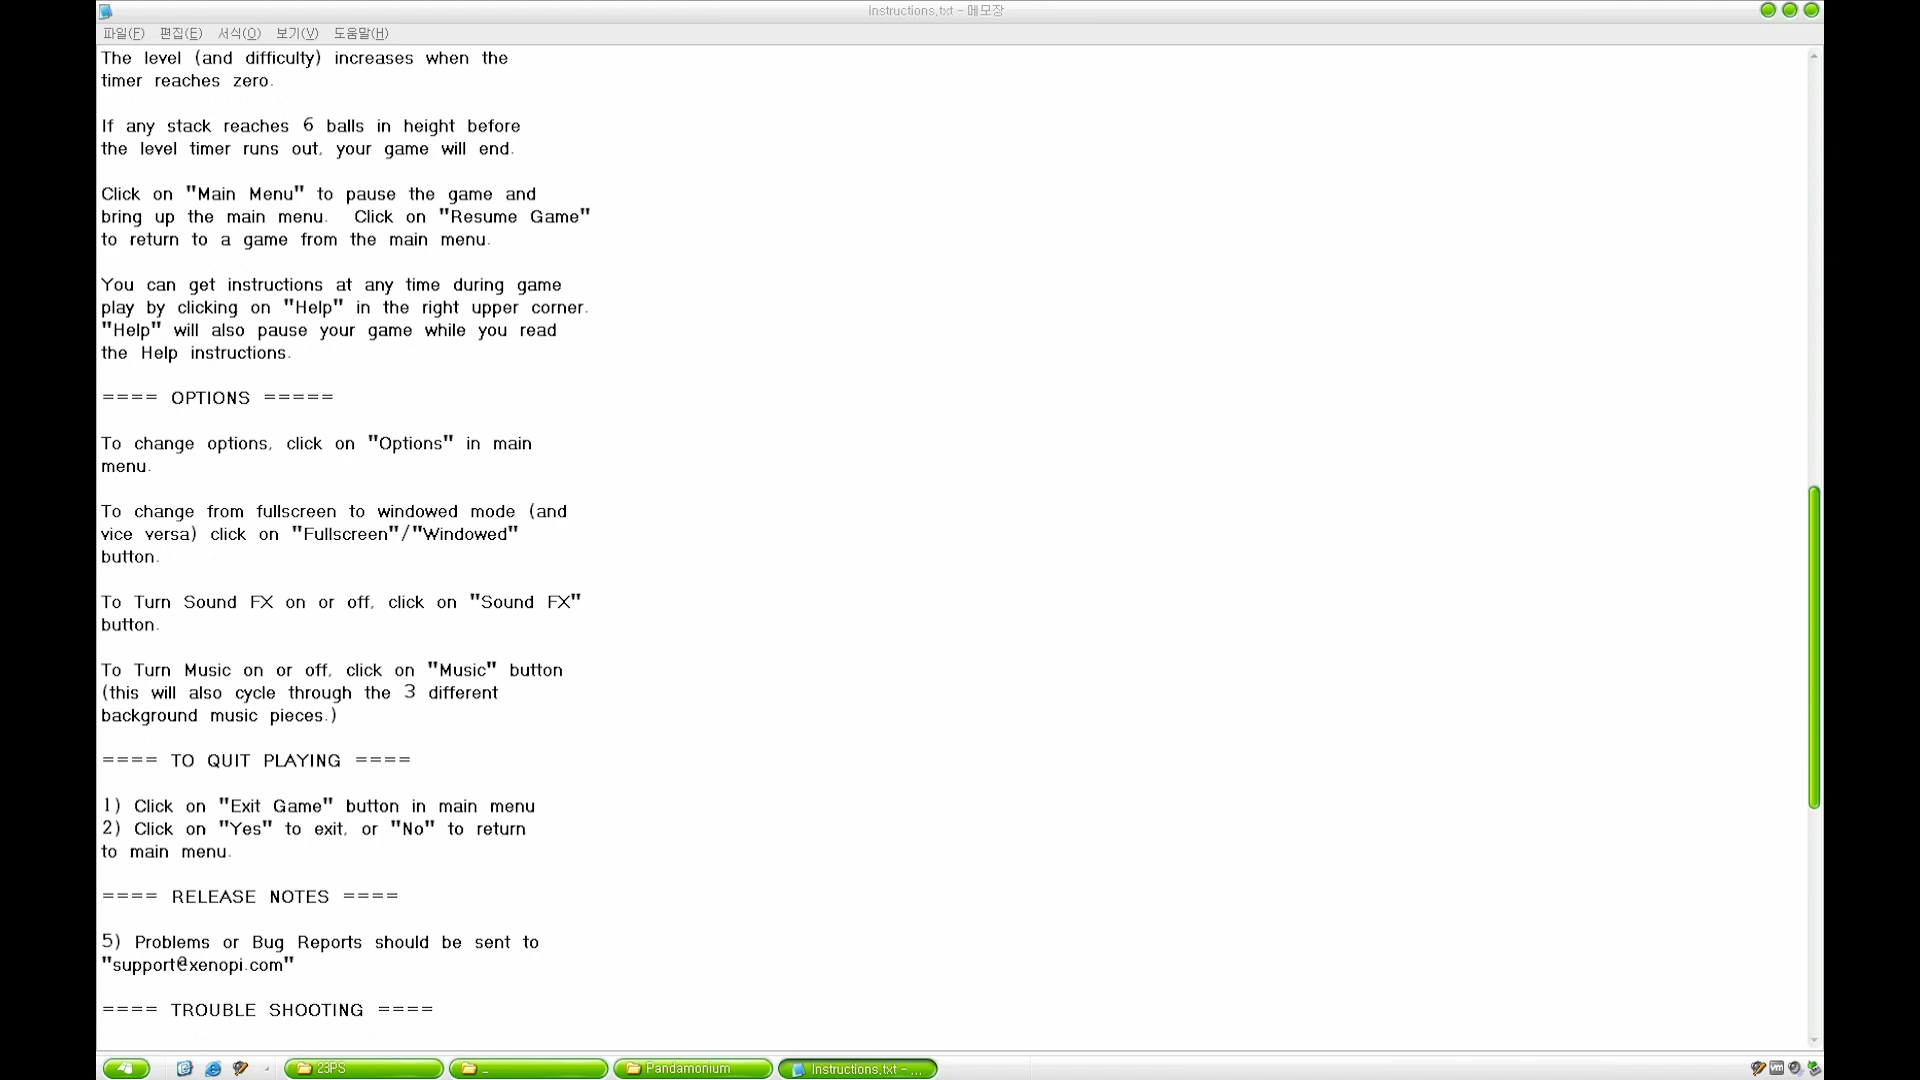 Instructions.txt - 메모장
파일(F) 편집(E) 서식(O) 보기(V) 도움말(H)
The level (and difficulty) increases when the
timer reaches zero.
If any stack reaches 6 balls in height before
the level timer runs out, your game will end.
Click on "Main Menu" to pause the game and
bring up the main menu.  Click on "Resume Game"
to return to a game from the main menu.
You can get instructions at any time during game
play by clicking on "Help" in the right upper corner.
"Help" will also pause your game while you read
the Help instructions.
==== OPTIONS =====
To change options, click on "Options" in main
menu.
To change from fullscreen to windowed mode (and
vice versa) click on "Fullscreen"/"Windowed"
button.
To Turn Sound FX on or off, click on "Sound FX"
button.
To Turn Music on or off, click on "Music" button
(this will also cycle through the 3 different
background music pieces.)
==== TO QUIT PLAYING ====
1) Click on "Exit Game" button in main menu
2) Click on "Yes" to exit, or "No" to return
to main menu.
==== RELEASE NOTES ====
5) Problems or Bug Reports should be sent to
"support@xenopi.com"
==== TROUBLE SHOOTING ====
23PS
_
Pandamonium
Instructions.txt - ...